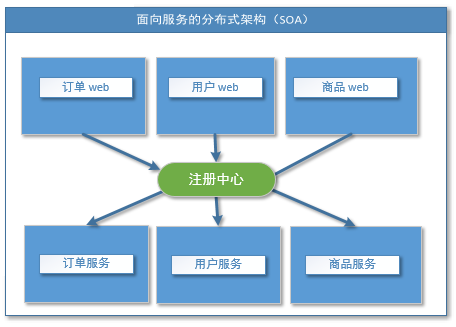 面向服务的分布式架构（SOA）
订单 web
用户 web
商品 web
注册中心
订单服务
用户服务
商品服务